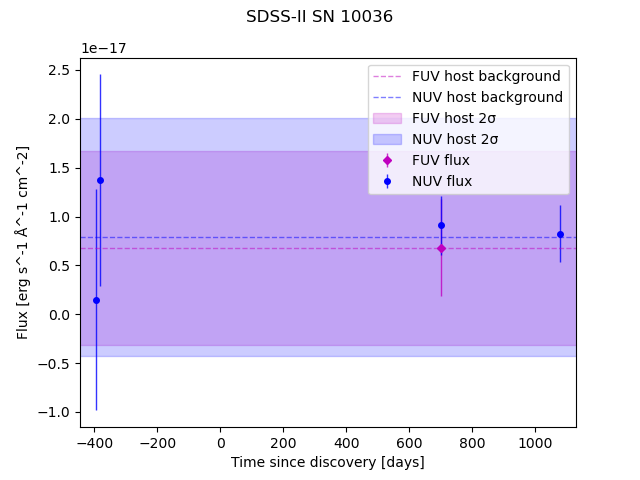 SDSS-II SN 10036
1e−17
FUV host background
NUV host background
FUV host 2σ
NUV host 2σ
FUV flux
NUV flux
2.5
2.0
1.5
1.0
0.5
0.0
−0.5
−1.0
Flux [erg s^-1 Å^-1 cm^-2]
−400 −200 0 200 400 600 800 1000
Time since discovery [days]